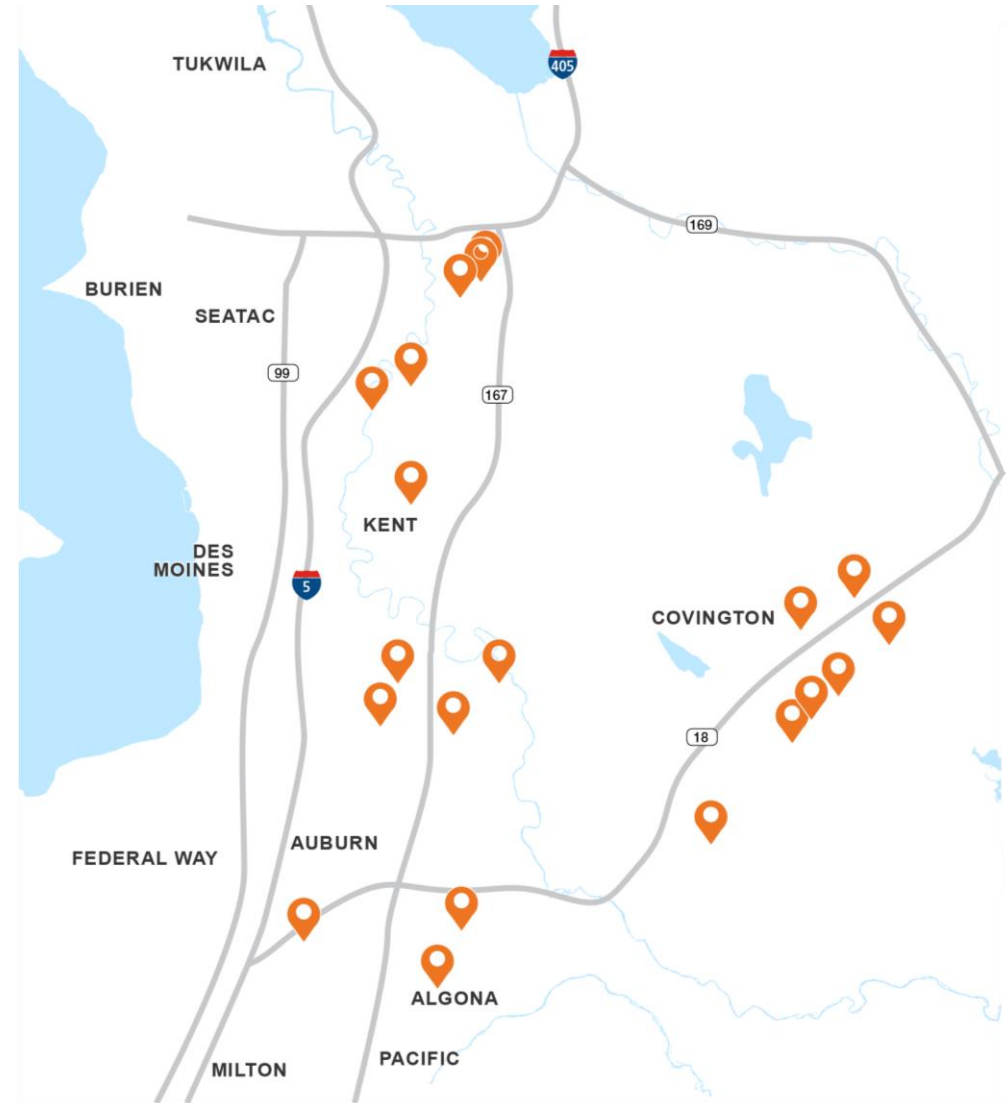 TUKWILA
405
169
BURIEN
SEATAC
99
167
KENT
DES
MOINES
5
COVINGTON
18
AUBURN
FEDERAL WAY
ALGONA
PACIFIC
MILTON